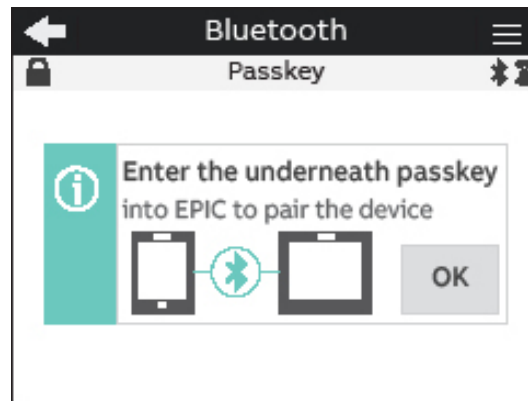 Bluetooth
Passkey
Enter the underneath passkey
into EPIC to pair the device
OK